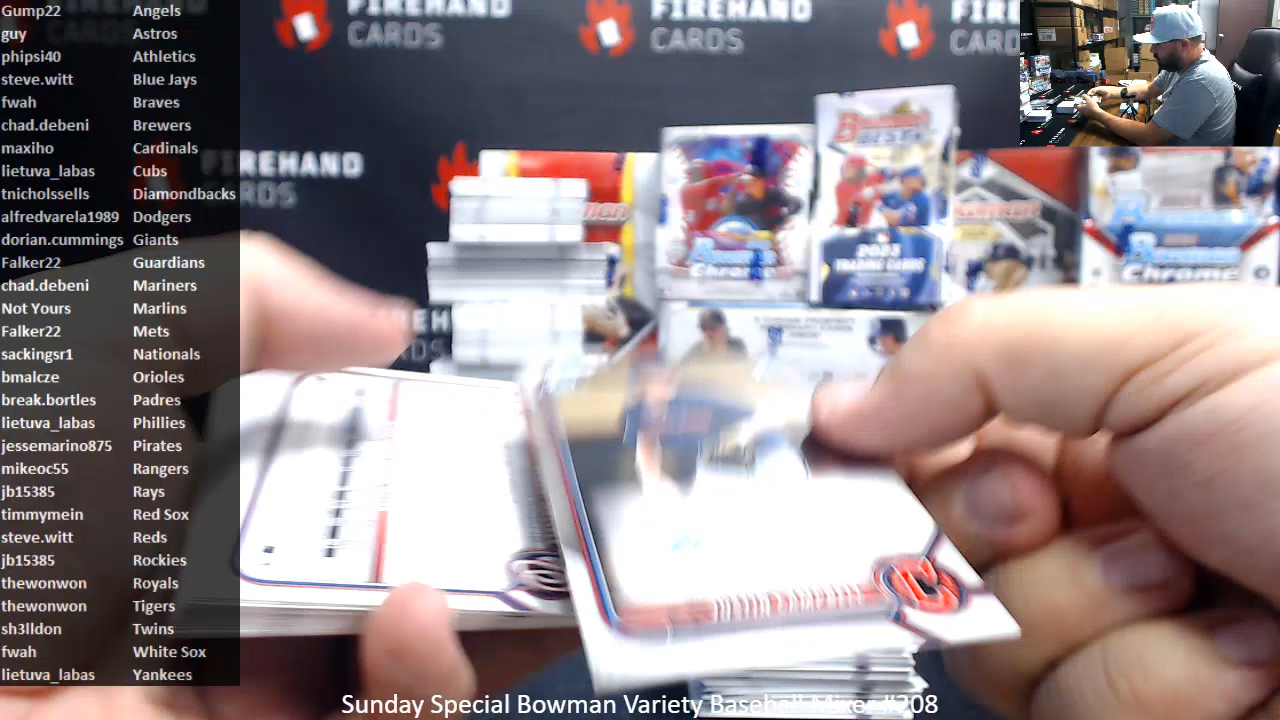 Gump22 Angels
guy Astros
phipsi40 Athletics
steve.witt Blue Jays
fwah Braves
chad.debeni Brewers
maxiho Cardinals
lietuva_labas Cubs
tnicholssells Diamondbacks
alfredvarela1989 Dodgers
dorian.cummings Giants
Falker22 Guardians
chad.debeni Mariners
Not Yours Marlins
Falker22 Mets
sackingsr1 Nationals
bmalcze Orioles
break.bortles Padres
lietuva_labas Phillies
jessemarino875 Pirates
mikeoc55 Rangers
jb15385 Rays
timmymein Red Sox
steve.witt Reds
jb15385 Rockies
thewonwon Royals
thewonwon Tigers
sh3lldon Twins
fwah White Sox
lietuva_labas Yankees
FIREHAND
CARDS
FIREHAND
CARDS
FIRE
CARDS
FIREHAND
CARDS
Bowman's
BEST
2023
TRADING CARDS
Bowman
Chrome
Bowman
Chrome
Sunday Special Bowman Variety Baseball Mixer #208